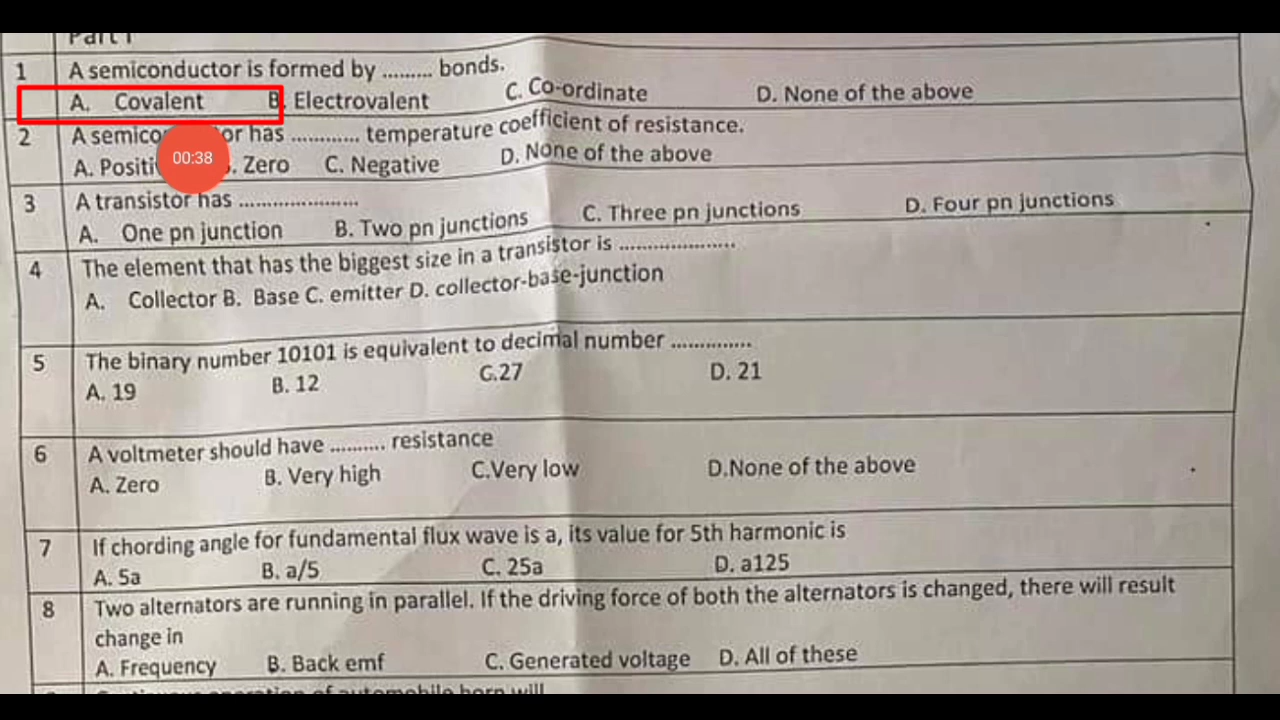 Part I
1 A semiconductor is formed by ......... bonds.
A. Covalent B. Electrovalent C. Co-ordinate D. None of the above
2 A semico or has ............ temperature coefficient of resistance.
A. Positi . Zero C. Negative D. None of the above
00:38
3 A transistor has .....................
A. One pn junction B. Two pn junctions C. Three pn junctions D. Four pn junctions
4 The element that has the biggest size in a transistor is ....................
A. Collector B. Base C. emitter D. collector-base-junction
5 The binary number 10101 is equivalent to decimal number ..............
A. 19 B. 12 C.27 D. 21
6 A voltmeter should have .......... resistance
A. Zero B. Very high C.Very low D.None of the above
7 If chording angle for fundamental flux wave is a, its value for 5th harmonic is
A. 5a B. a/5 C. 25a D. a125
8 Two alternators are running in parallel. If the driving force of both the alternators is changed, there will result
change in
A. Frequency B. Back emf C. Generated voltage D. All of these
operation of automobile horn will